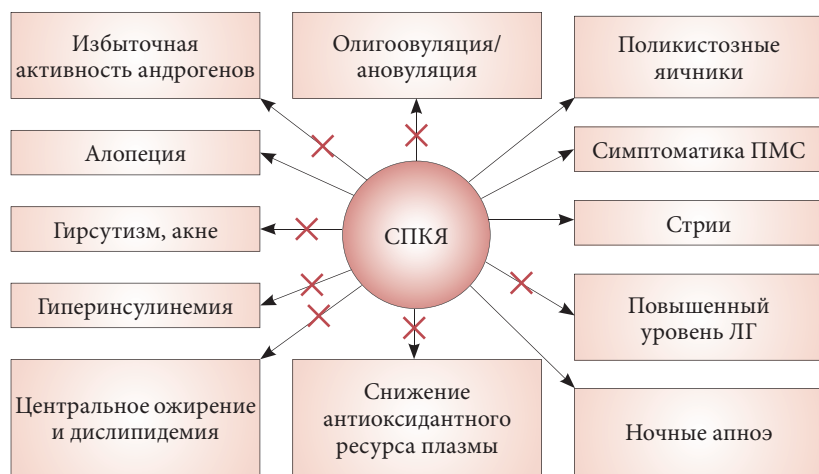 Избыточная
активность андрогенов
Олигоовуляция/
ановуляция
Поликистозные
яичники
Алопеция
Симптоматика ПМС
Гирсутизм, акне
СПКЯ
Стрии
Гиперинсулинемия
Повышенный
уровень ЛГ
Центральное ожирение
и дислипидемия
Снижение
антиоксидантного
ресурса плазмы
Ночные апноэ